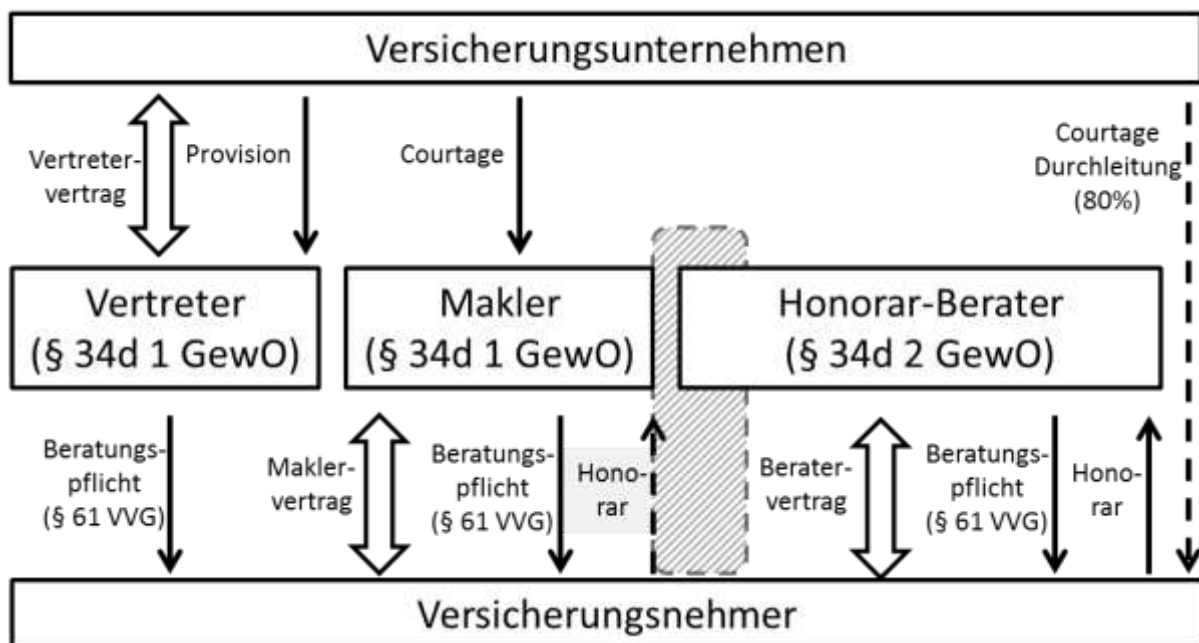 Versicherungsunternehmen
Vertreter-
vertrag
Provision
Courtage
Courtage
Durchleitung
(80%)
Vertreter
(§ 34d 1 GewO)
Makler
(§ 34d 1 GewO)
Honorar-Berater
(§ 34d 2 GewO)
Beratungs-
pflicht
(§ 61 VVG)
Makler-
vertrag
Beratungs-
pflicht
(§ 61 VVG)
Hono-
rar
Berater-
vertrag
Beratungs-
pflicht
(§ 61 VVG)
Hono-
rar
Versicherungsnehmer